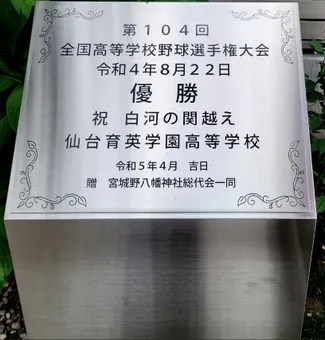 第１０４回
全国高等学校野球選手権大会
令和４年８月２２日
優勝
祝　白河の関越え
仙台育英学園高等学校
令和５年４月　吉日
贈　宮城野八幡神社総代会一同